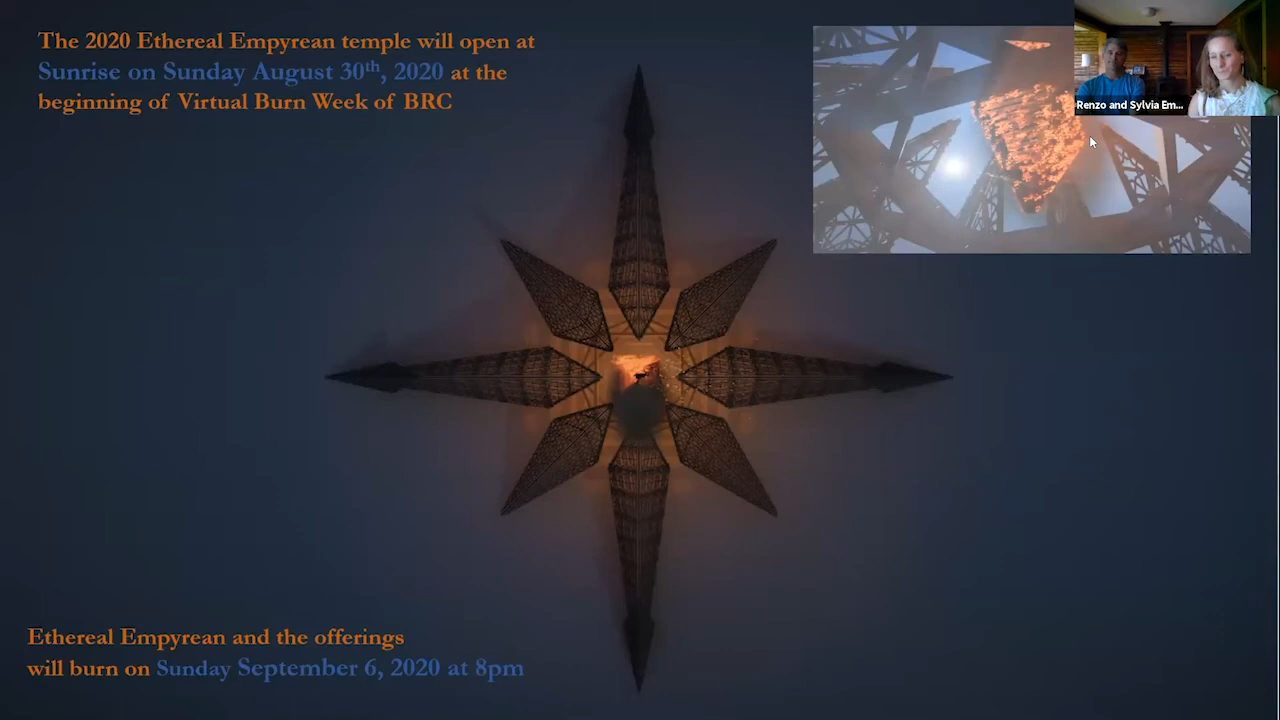 The 2020 Ethereal Empyrean temple will open at
Sunrise on Sunday August 30th, 2020 at the
beginning of Virtual Burn Week of BRC
Renzo and Sylvia Em...
Ethereal Empyrean and the offerings
will burn on Sunday September 6, 2020 at 8pm